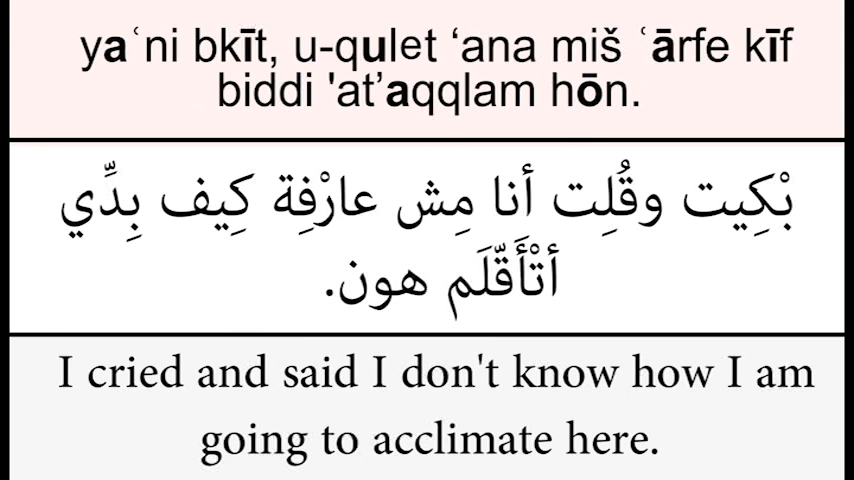 yaʿni bkīt, u-qulet ‘ana miš ʿārfe kīf
biddi 'at’aqqlam hōn.
بْكِيت وقُلِت أنا مِش عارْفِة كِيف بِدِّي
أتْأَقّلَم هون.
I cried and said I don't know how I am
going to acclimate here.